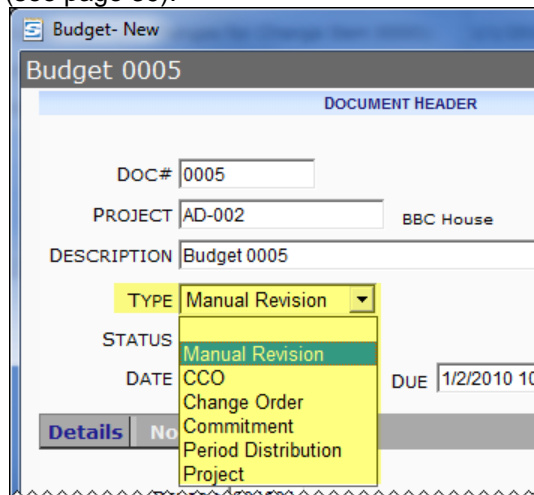 Budget- New
Budget 0005
DOCUMENT HEADER
DOC# 0005
PROJECT AD-002 BBC House
DESCRIPTION Budget 0005
TYPE Manual Revision
STATUS
Manual Revision
DATE CCO DUE 1/2/2010 10
Change Order
Details No Commitment
Period Distribution
Project